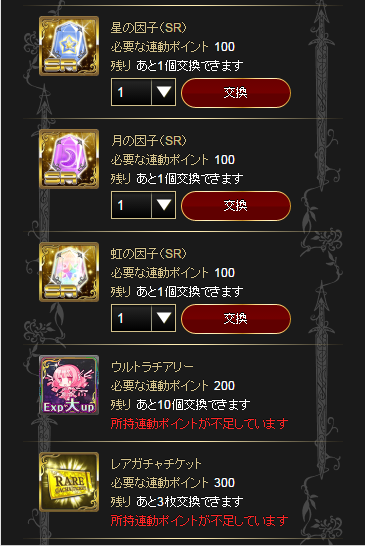 星の因子(SR)
必要な連動ポイント 100
残り あと1個交換できます
SR
1 ▼ 交換
月の因子(SR)
必要な連動ポイント 100
残り あと1個交換できます
SR
1 ▼ 交換
虹の因子(SR)
必要な連動ポイント 100
残り あと1個交換できます
SR
1 ▼ 交換
ウルトラチアリー
必要な連動ポイント 200
残り あと10個交換できます
Exp大up
所持連動ポイントが不足しています
レアガチャチケット
必要な連動ポイント 300
RARE
残り あと3枚交換できます
所持連動ポイントが不足しています